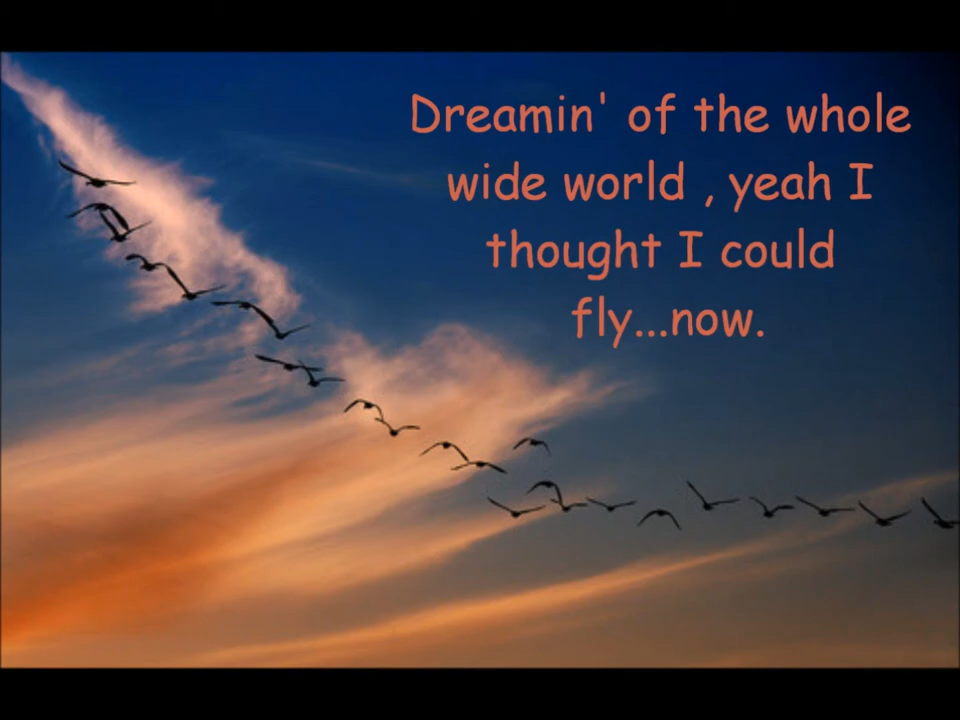 Dreamin' of the whole
wide world , yeah I
thought I could
fly...now.